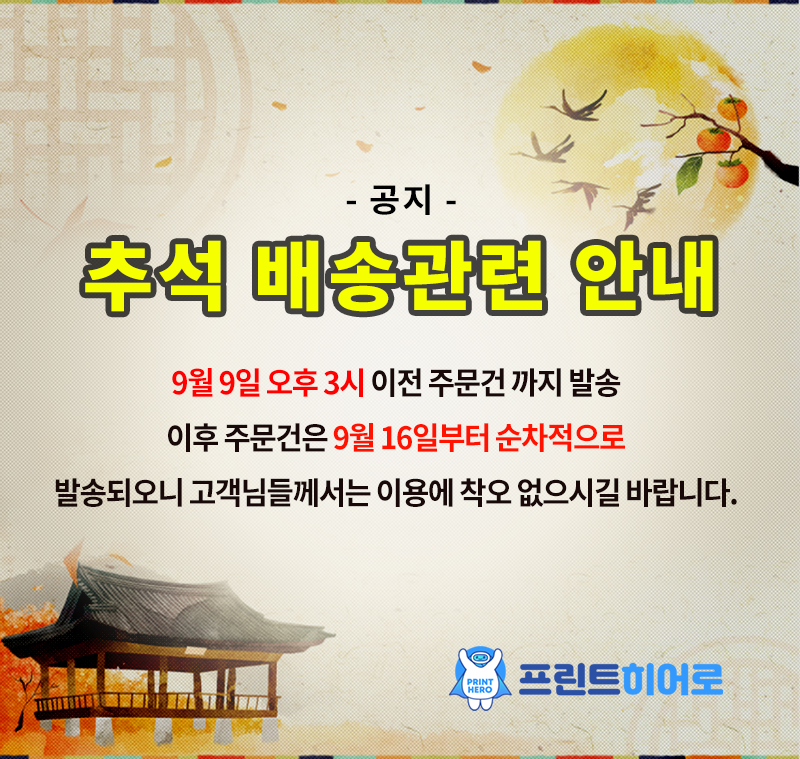 - 공지 -
추석 배송관련 안내
9월 9일 오후 3시 이전 주문건 까지 발송
이후 주문건은 9월 16일부터 순차적으로
발송되오니 고객님들께서는 이용에 착오 없으시길 바랍니다.
PRINT
HERO
프린트히어로